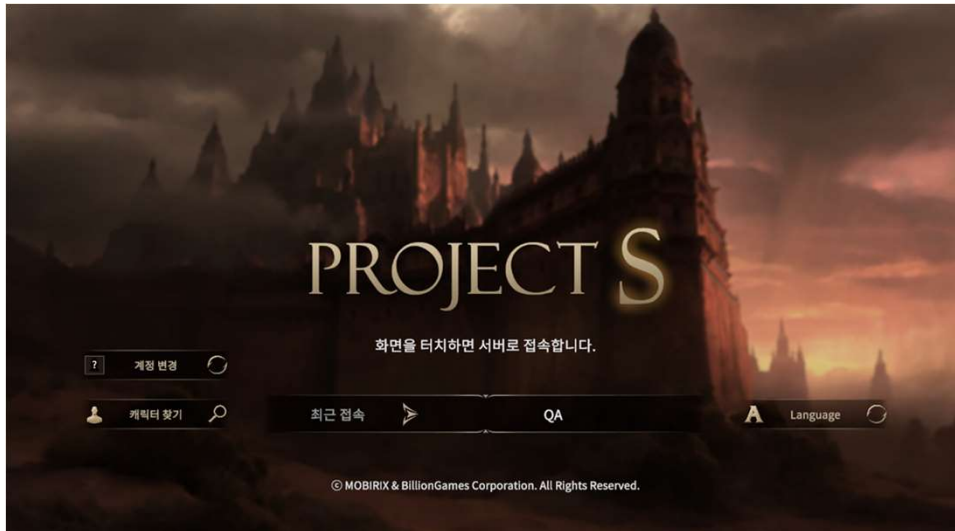 PROJECT S
화면을 터치하면 서버로 접속합니다.
? 계정 변경
캐릭터 찾기
최근 접속
QA
A Language
© MOBIRIX & BillionGames Corporation. All Rights Reserved.